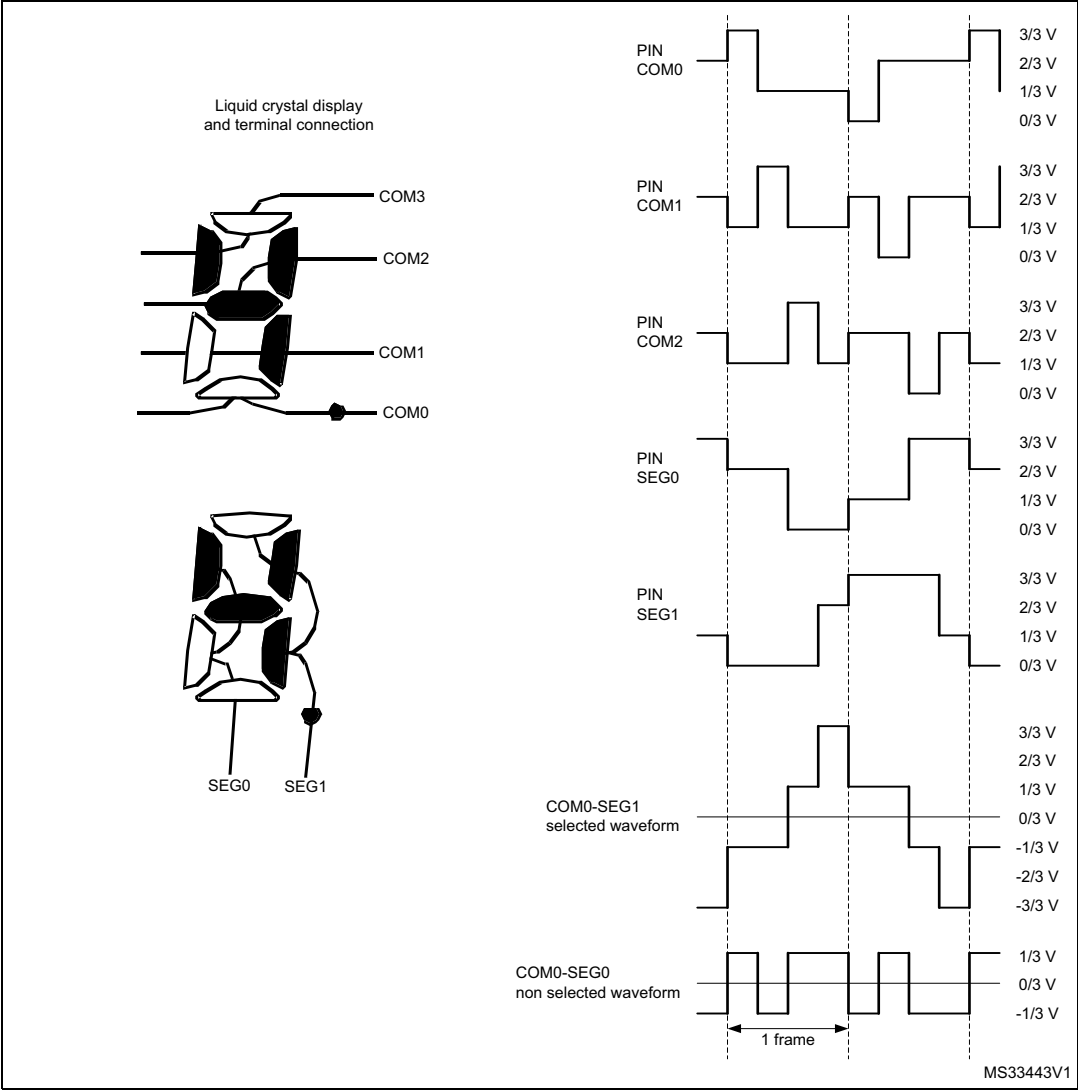 Liquid crystal display
and terminal connection
COM3
COM2
COM1
COM0
SEG0 SEG1
PIN
COM0
3/3 V
2/3 V
1/3 V
0/3 V
PIN
COM1
3/3 V
2/3 V
1/3 V
0/3 V
PIN
COM2
3/3 V
2/3 V
1/3 V
0/3 V
PIN
SEG0
3/3 V
2/3 V
1/3 V
0/3 V
PIN
SEG1
3/3 V
2/3 V
1/3 V
0/3 V
COM0-SEG1
selected waveform
3/3 V
2/3 V
1/3 V
0/3 V
-1/3 V
-2/3 V
-3/3 V
COM0-SEG0
non selected waveform
1/3 V
0/3 V
-1/3 V
1 frame
MS33443V1